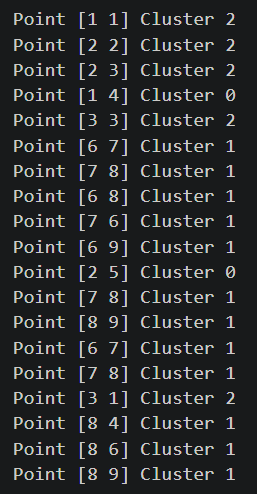 Point [1 1] Cluster 2
Point [2 2] Cluster 2
Point [2 3] Cluster 2
Point [1 4] Cluster 0
Point [3 3] Cluster 2
Point [6 7] Cluster 1
Point [7 8] Cluster 1
Point [6 8] Cluster 1
Point [7 6] Cluster 1
Point [6 9] Cluster 1
Point [2 5] Cluster 0
Point [7 8] Cluster 1
Point [8 9] Cluster 1
Point [6 7] Cluster 1
Point [7 8] Cluster 1
Point [3 1] Cluster 2
Point [8 4] Cluster 1
Point [8 6] Cluster 1
Point [8 9] Cluster 1